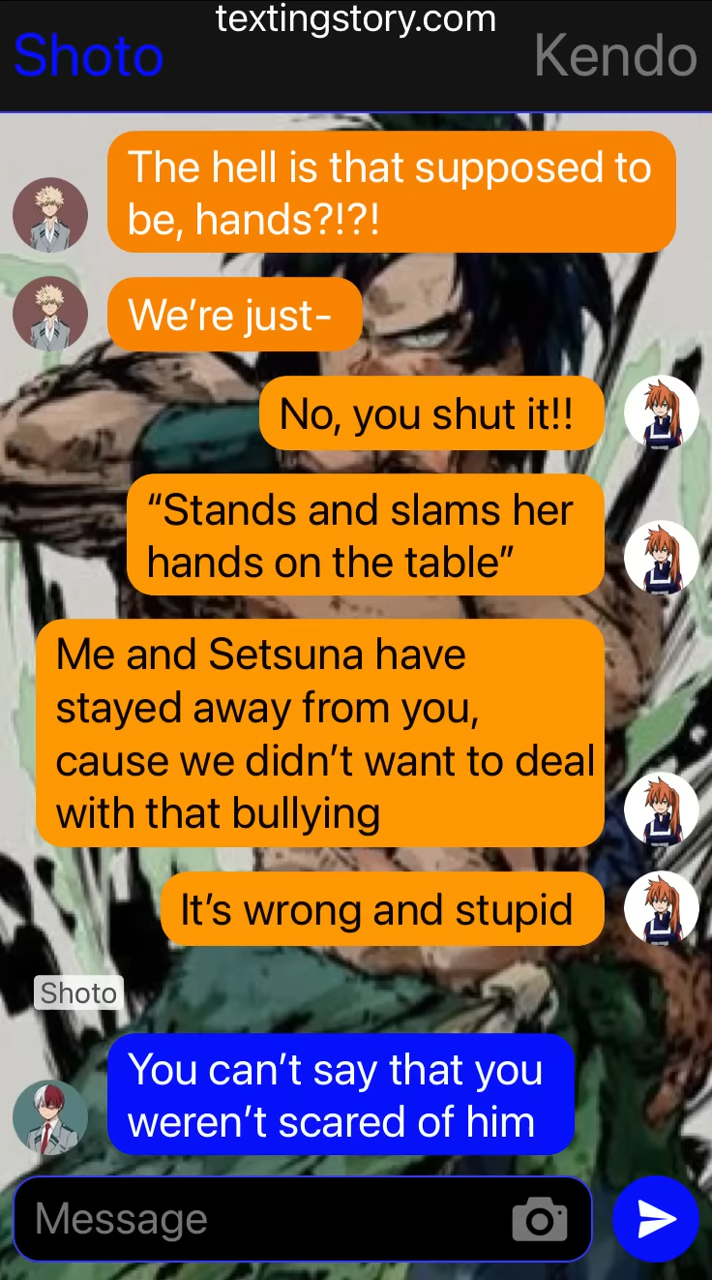 textingstory.com
Shoto
Kendo
The hell is that supposed to
be, hands?!?!
We’re just-
No, you shut it!!
“Stands and slams her
hands on the table”
Me and Setsuna have
stayed away from you,
cause we didn’t want to deal
with that bullying
It’s wrong and stupid
Shoto
You can’t say that you
weren’t scared of him
Message